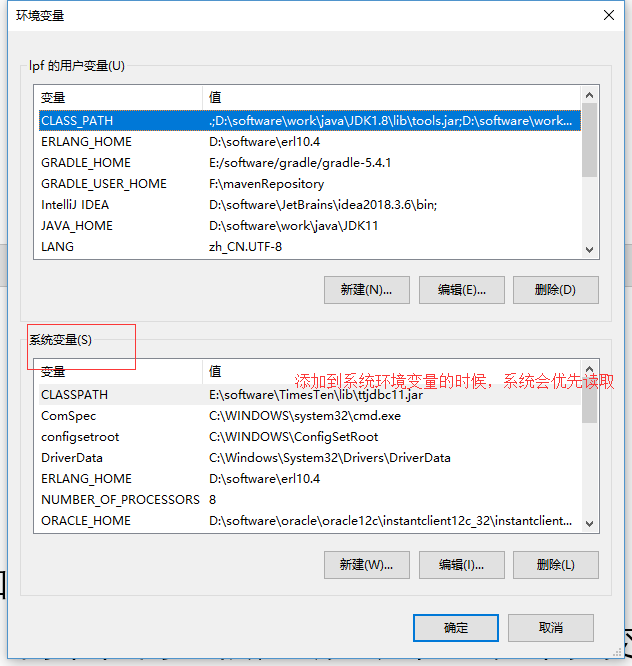 环境变量
lpf 的用户变量(U)
变量 值
CLASS_PATH .;D:\software\work\java\JDK1.8\lib\tools.jar;D:\software\work...
ERLANG_HOME D:\software\erl10.4
GRADLE_HOME E:/software/gradle/gradle-5.4.1
GRADLE_USER_HOME F:\mavenRepository
IntelliJ IDEA D:\software\JetBrains\idea2018.3.6\bin;
JAVA_HOME D:\software\work\java\JDK11
LANG zh_CN.UTF-8
新建(N)... 编辑(E)... 删除(D)
系统变量(S)
变量 值
添加到系统环境变量的时候，系统会优先读取
CLASSPATH E:\software\TimesTen\lib\ttjdbc11.jar
ComSpec C:\WINDOWS\system32\cmd.exe
configsetroot C:\WINDOWS\ConfigSetRoot
DriverData C:\Windows\System32\Drivers\DriverData
ERLANG_HOME D:\software\erl10.4
NUMBER_OF_PROCESSORS 8
ORACLE_HOME D:\software\oracle\oracle12c\instantclient12c_32\instantclient...
新建(W)... 编辑(I)... 删除(L)
确定 取消